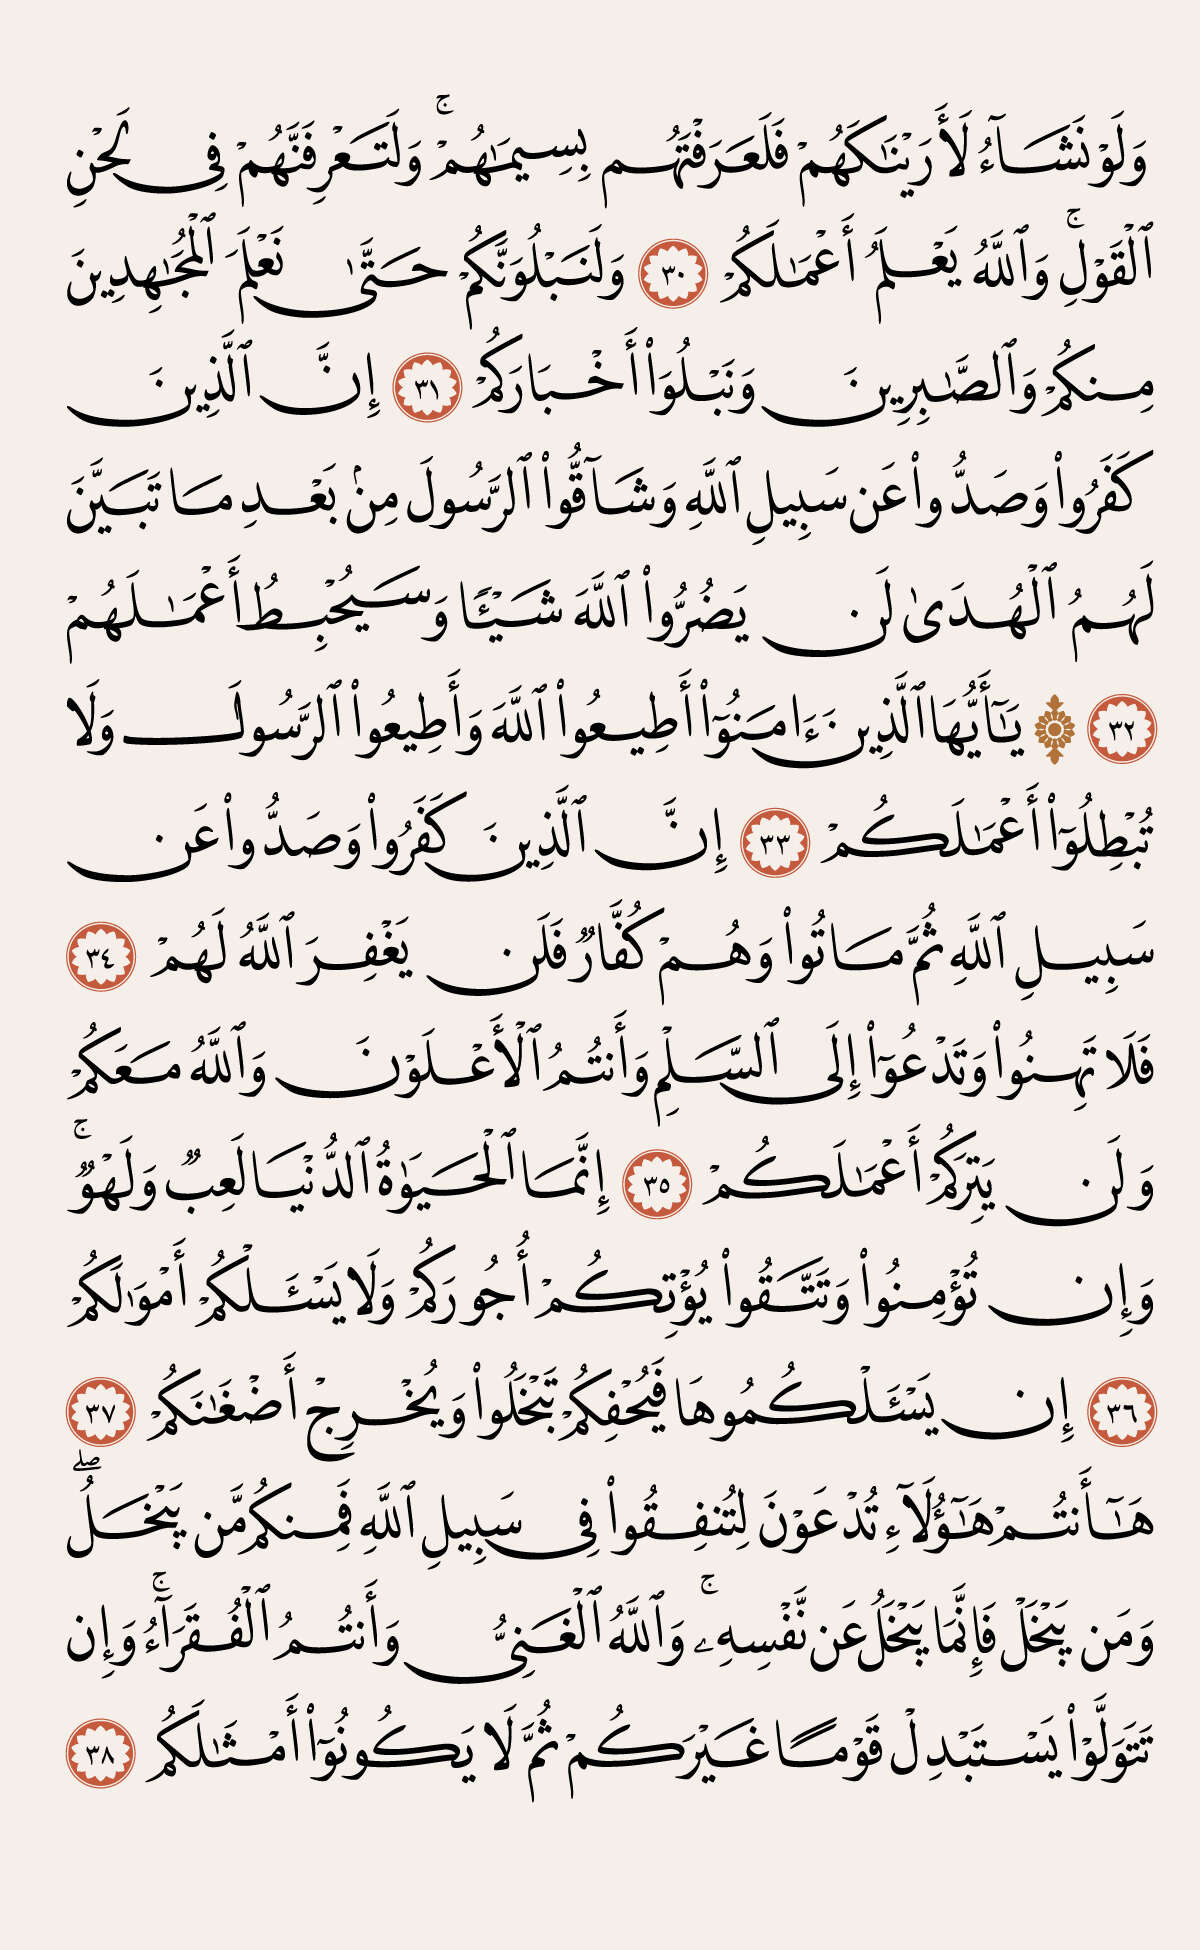 وَلَوْ نَشَآءُ لَأَرَيْنَٰكَهُمْ فَلَعَرَفْتَهُم بِسِيمَٰهُمْ ۚ وَلَتَعْرِفَنَّهُمْ فِى لَحْنِ
ٱلْقَوْلِ ۚ وَٱللَّهُ يَعْلَمُ أَعْمَٰلَكُمْ ٣٠ وَلَنَبْلُوَنَّكُمْ حَتَّىٰ نَعْلَمَ ٱلْمُجَٰهِدِينَ
مِنكُمْ وَٱلصَّٰبِرِينَ وَنَبْلُوَا۟ أَخْبَارَكُمْ ٣١ إِنَّ ٱلَّذِينَ
كَفَرُوا۟ وَصَدُّوا۟ عَن سَبِيلِ ٱللَّهِ وَشَآقُّوا۟ ٱلرَّسُولَ مِنۢ بَعْدِ مَا تَبَيَّنَ
لَهُمُ ٱلْهُدَىٰ لَن يَضُرُّوا۟ ٱللَّهَ شَيْـًٔا وَسَيُحْبِطُ أَعْمَٰلَهُمْ
٣٢ ۞ يَٰٓأَيُّهَا ٱلَّذِينَ ءَامَنُوٓا۟ أَطِيعُوا۟ ٱللَّهَ وَأَطِيعُوا۟ ٱلرَّسُولَ وَلَا
تُبْطِلُوٓا۟ أَعْمَٰلَكُمْ ٣٣ إِنَّ ٱلَّذِينَ كَفَرُوا۟ وَصَدُّوا۟ عَن
سَبِيلِ ٱللَّهِ ثُمَّ مَاتُوا۟ وَهُمْ كُفَّارٌ فَلَن يَغْفِرَ ٱللَّهُ لَهُمْ ٣٤
فَلَا تَهِنُوا۟ وَتَدْعُوٓا۟ إِلَى ٱلسَّلْمِ وَأَنتُمُ ٱلْأَعْلَوْنَ وَٱللَّهُ مَعَكُمْ
وَلَن يَتِرَكُمْ أَعْمَٰلَكُمْ ٣٥ إِنَّمَا ٱلْحَيَوٰةُ ٱلدُّنْيَا لَعِبٌ وَلَهْوٌ ۚ
وَإِن تُؤْمِنُوا۟ وَتَتَّقُوا۟ يُؤْتِكُمْ أُجُورَكُمْ وَلَا يَسْـَٔلْكُمْ أَمْوَٰلَكُمْ
٣٦ إِن يَسْـَٔلْكُمُوهَا فَيُحْفِكُمْ تَبْخَلُوا۟ وَيُخْرِجْ أَضْغَٰنَكُمْ ٣٧
هَٰٓأَنتُمْ هَٰٓؤُلَآءِ تُدْعَوْنَ لِتُنفِقُوا۟ فِى سَبِيلِ ٱللَّهِ فَمِنكُم مَّن يَبْخَلُ ۖ
وَمَن يَبْخَلْ فَإِنَّمَا يَبْخَلُ عَن نَّفْسِهِۦ ۚ وَٱللَّهُ ٱلْغَنِىُّ وَأَنتُمُ ٱلْفُقَرَآءُ ۚ وَإِن
تَتَوَلَّوْا۟ يَسْتَبْدِلْ قَوْمًا غَيْرَكُمْ ثُمَّ لَا يَكُونُوٓا۟ أَمْثَٰلَكُم ٣٨